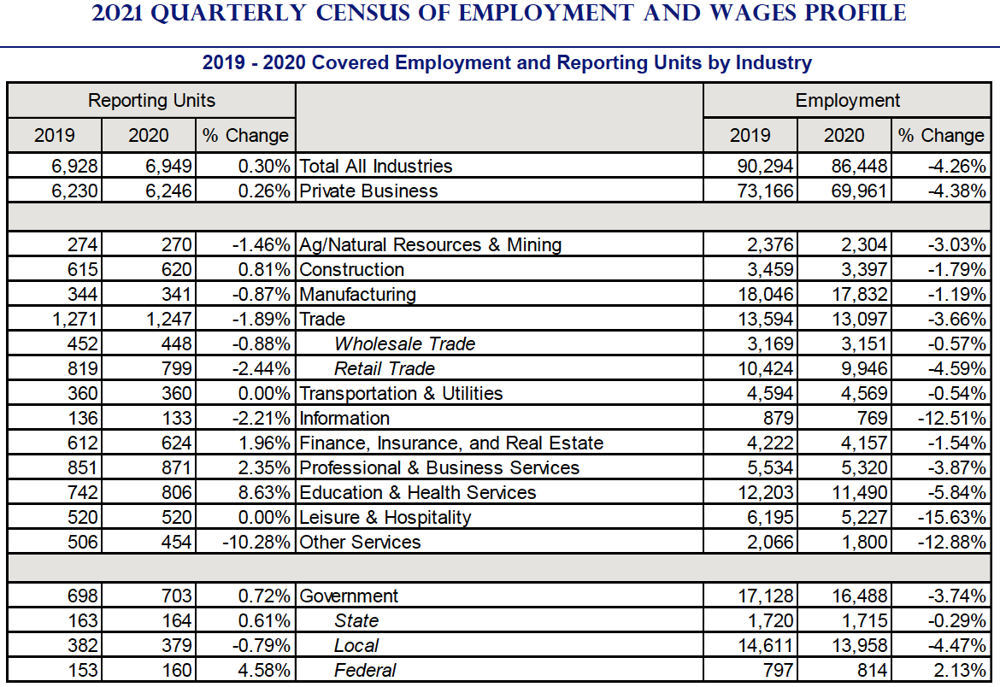 2021 QUARTERLY CENSUS OF EMPLOYMENT AND WAGES PROFILE
2019 - 2020 Covered Employment and Reporting Units by Industry
Reporting Units Employment
2019 2020 % Change 2019 2020 % Change
6,928 6,949 0.30% Total All Industries 90,294 86,448 -4.26%
6,230 6,246 0.26% Private Business 73,166 69,961 -4.38%
274 270 -1.46% Ag/Natural Resources & Mining 2,376 2,304 -3.03%
615 620 0.81% Construction 3,459 3,397 -1.79%
344 341 -0.87% Manufacturing 18,046 17,832 -1.19%
1,271 1,247 -1.89% Trade 13,594 13,097 -3.66%
452 448 -0.88% Wholesale Trade 3,169 3,151 -0.57%
819 799 -2.44% Retail Trade 10,424 9,946 -4.59%
360 360 0.00% Transportation & Utilities 4,594 4,569 -0.54%
136 133 -2.21% Information 879 769 -12.51%
612 624 1.96% Finance, Insurance, and Real Estate 4,222 4,157 -1.54%
851 871 2.35% Professional & Business Services 5,534 5,320 -3.87%
742 806 8.63% Education & Health Services 12,203 11,490 -5.84%
520 520 0.00% Leisure & Hospitality 6,195 5,227 -15.63%
506 454 -10.28% Other Services 2,066 1,800 -12.88%
698 703 0.72% Government 17,128 16,488 -3.74%
163 164 0.61% State 1,720 1,715 -0.29%
382 379 -0.79% Local 14,611 13,958 -4.47%
153 160 4.58% Federal 797 814 2.13%